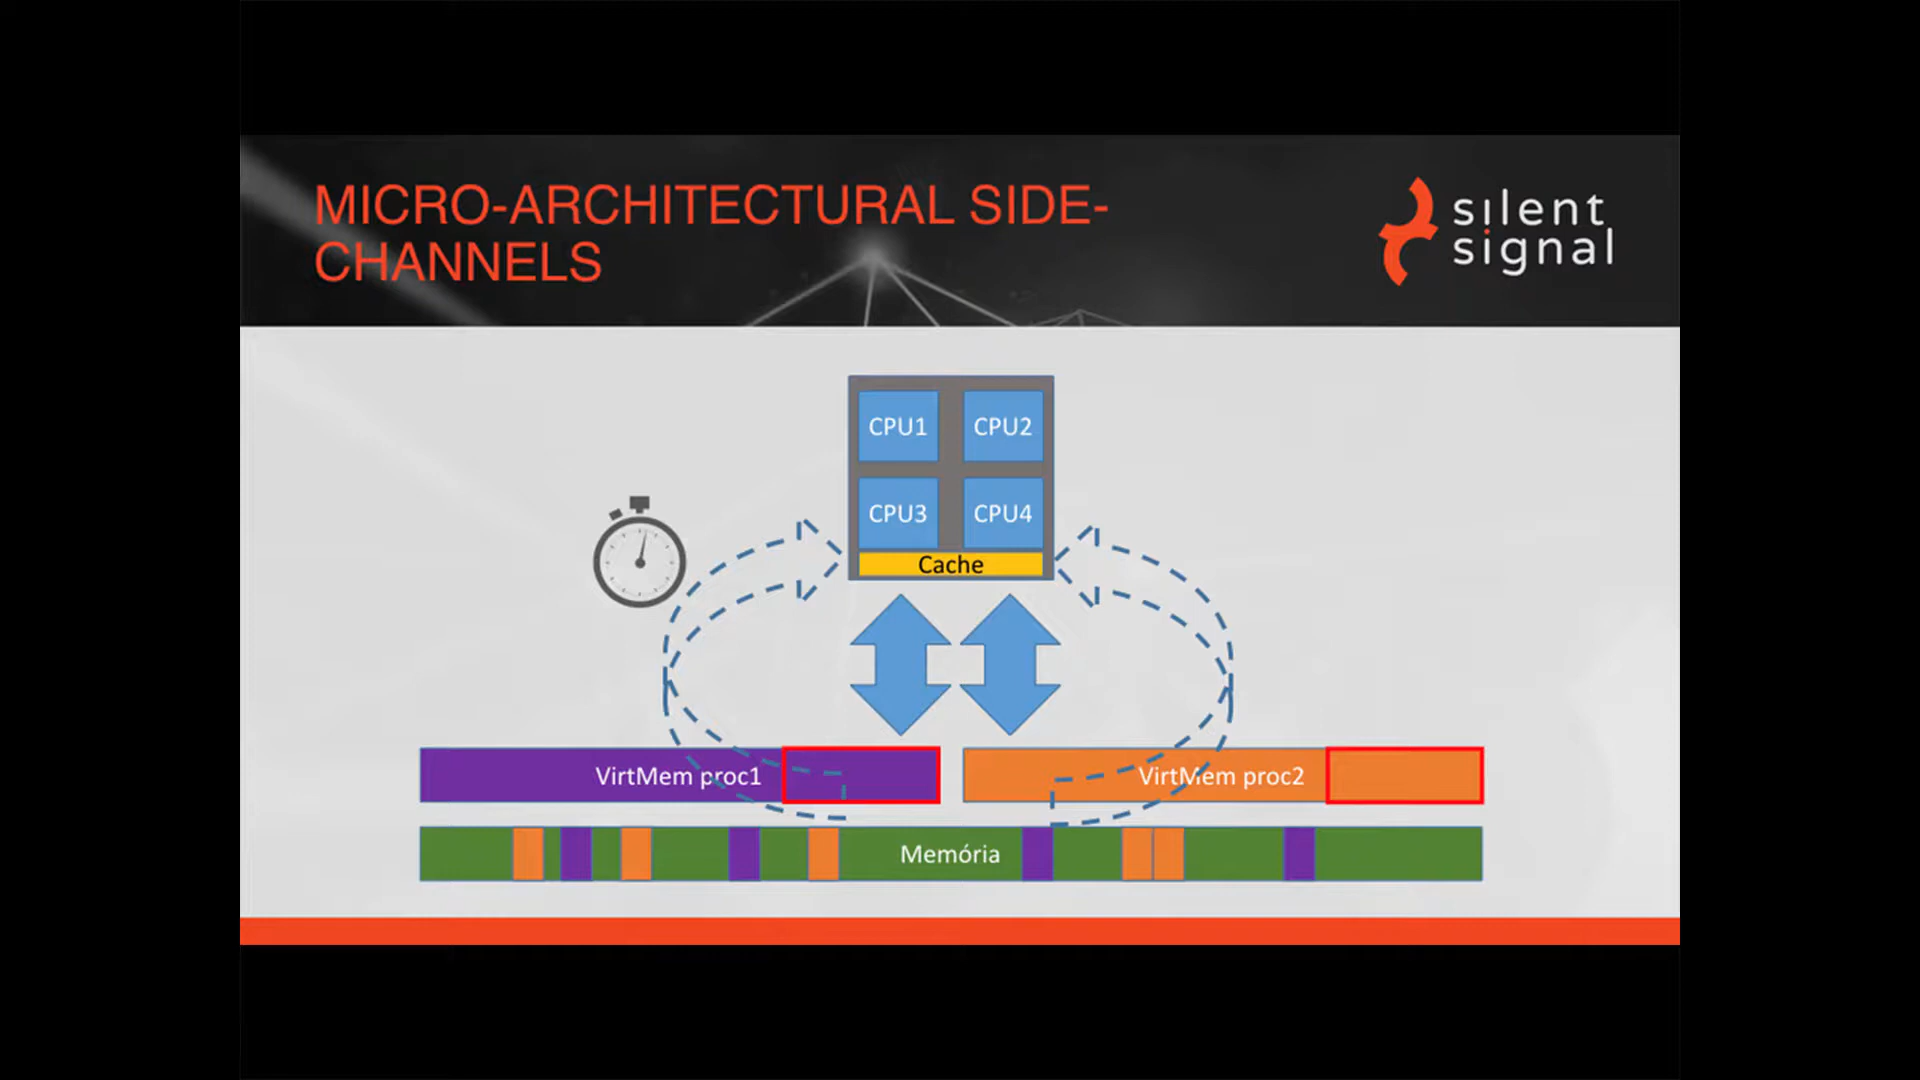 MICRO-ARCHITECTURAL SIDE-
CHANNELS
silent
signal
CPU1
CPU2
CPU3
CPU4
Cache
VirtMem proc1
VirtMem proc2
Memória